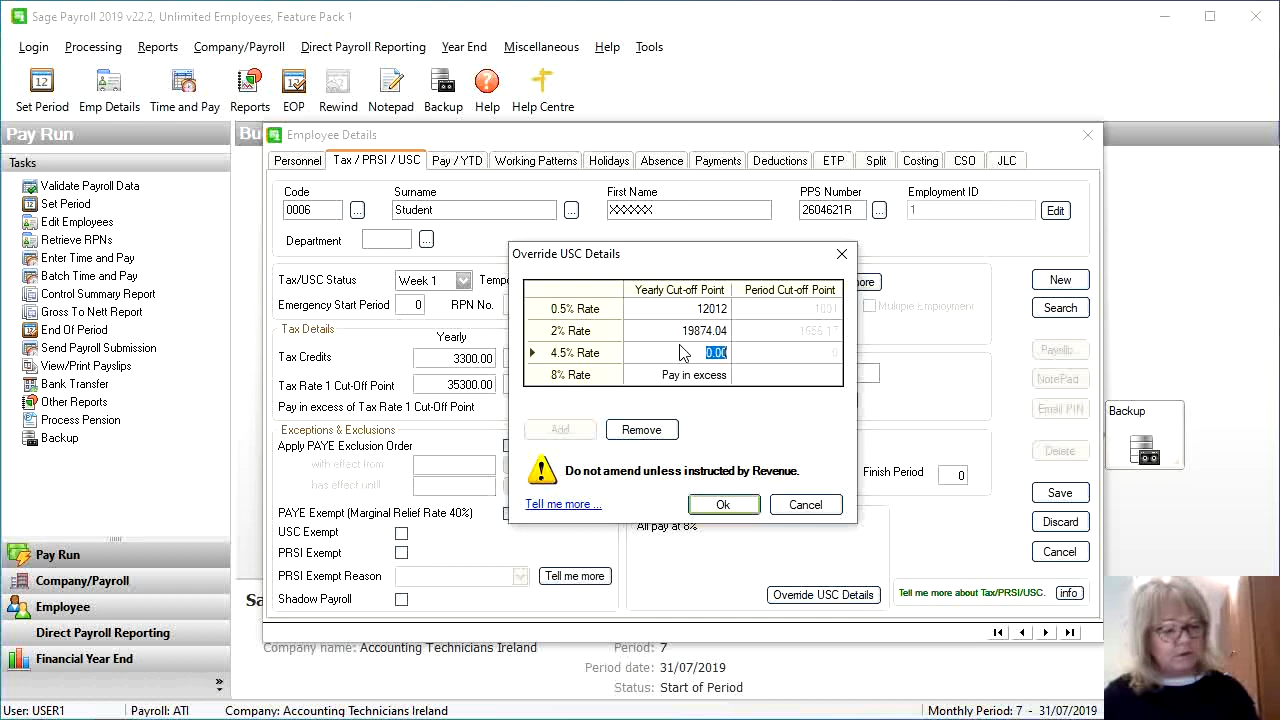 Sage Payroll 2019 v22.2, Unlimited Employees, Feature Pack 1
Login Processing Reports Company/Payroll Direct Payroll Reporting Year End Miscellaneous Help Tools
Set Period Emp Details Time and Pay Reports EOP Rewind Notepad Backup Help Help Centre
Pay Run
Tasks
Validate Payroll Data
Set Period
Edit Employees
Retrieve RPNs
Enter Time and Pay
Batch Time and Pay
Control Summary Report
Gross To Nett Report
End Of Period
Send Payroll Submission
View/Print Payslips
Bank Transfer
Other Reports
Process Pension
Backup
Pay Run
Company/Payroll
Employee
Direct Payroll Reporting
Financial Year End
»
Bu
Employee Details
Personnel Tax / PRSI / USC Pay / YTD Working Patterns Holidays Absence Payments Deductions ETP Split Costing CSO JLC
Code Surname First Name PPS Number Employment ID
0006 ... Student ... XXXXXX 2604621R ... 1 Edit
Department ...
Tax/USC Status Week 1
Emergency Start Period 0 RPN No.
Multiple Employment
Tax Details
Yearly
Tax Credits 3300.00
Tax Rate 1 Cut-Off Point 35300.00
Pay in excess of Tax Rate 1 Cut-Off Point
Exceptions & Exclusions
Apply PAYE Exclusion Order
with effect from
has effect until
PAYE Exempt (Marginal Relief Rate 40%)
USC Exempt
PRSI Exempt
PRSI Exempt Reason Tell me more
Shadow Payroll
Override USC Details
Yearly Cut-off Point Period Cut-off Point
0.5% Rate 12012 1001
2% Rate 19874.04 1656.17
4.5% Rate 0.00 0
8% Rate Pay in excess
Add Remove
Do not amend unless instructed by Revenue.
Tell me more ... Ok Cancel
All pay at 8%
Override USC Details
Finish Period 0
Tell me more about Tax/PRSI/USC. info
New
Search
Payslip
NotePad
Email PIN
Delete
Save
Discard
Cancel
Backup
Sa
Company name: Accounting Technicians Ireland Period: 7
Period date: 31/07/2019
Status: Start of Period
User: USER1 Payroll: ATI Company: Accounting Technicians Ireland Monthly Period: 7 - 31/07/2019